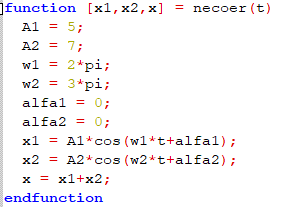 function [x1,x2,x] = necoer(t)
A1 = 5;
A2 = 7;
w1 = 2*pi;
w2 = 3*pi;
alfa1 = 0;
alfa2 = 0;
x1 = A1*cos(w1*t+alfa1);
x2 = A2*cos(w2*t+alfa2);
x = x1+x2;
endfunction